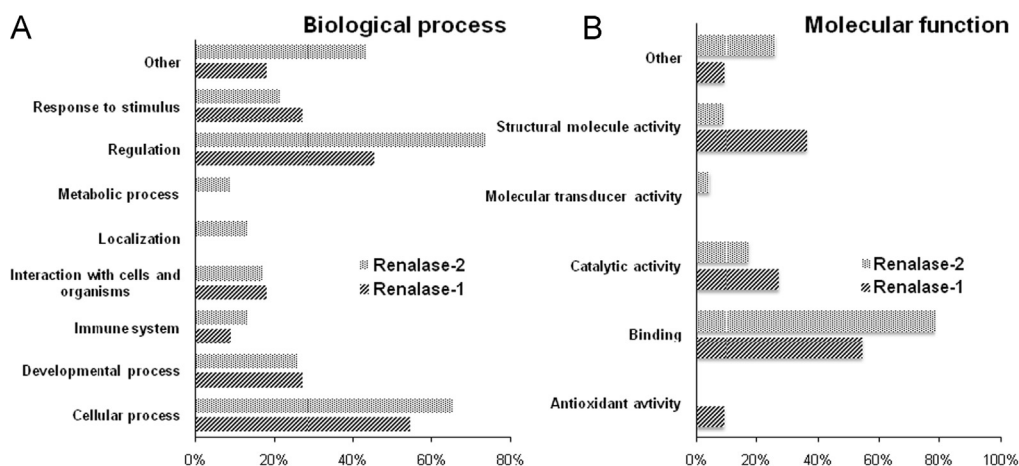 A
Biological process
Other
Response to stimulus
Regulation
Metabolic process
Localization
Interaction with cells and
organisms
Immune system
Developmental process
Cellular process
Renalase-2
Renalase-1
0% 20% 40% 60% 80%
B
Molecular function
Other
Structural molecule activity
Molecular transducer activity
Catalytic activity
Binding
Antioxidant avtivity
Renalase-2
Renalase-1
0% 20% 40% 60% 80% 100%